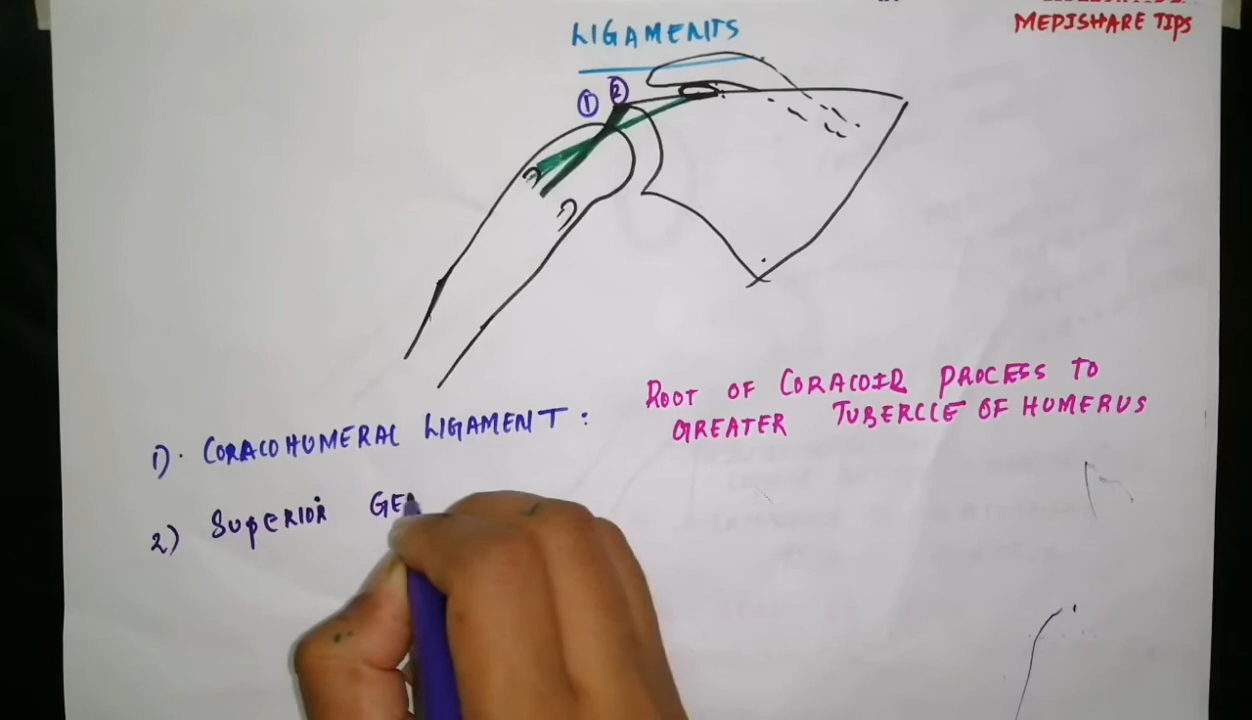 LIGAMENTS
MEDISHARE TIPS
① ②
1). CORACOHUMERAL LIGAMENT : ROOT OF CORACOID PROCESS TO
GREATER TUBERCLE OF HUMERUS
2) SUPERIOR GE